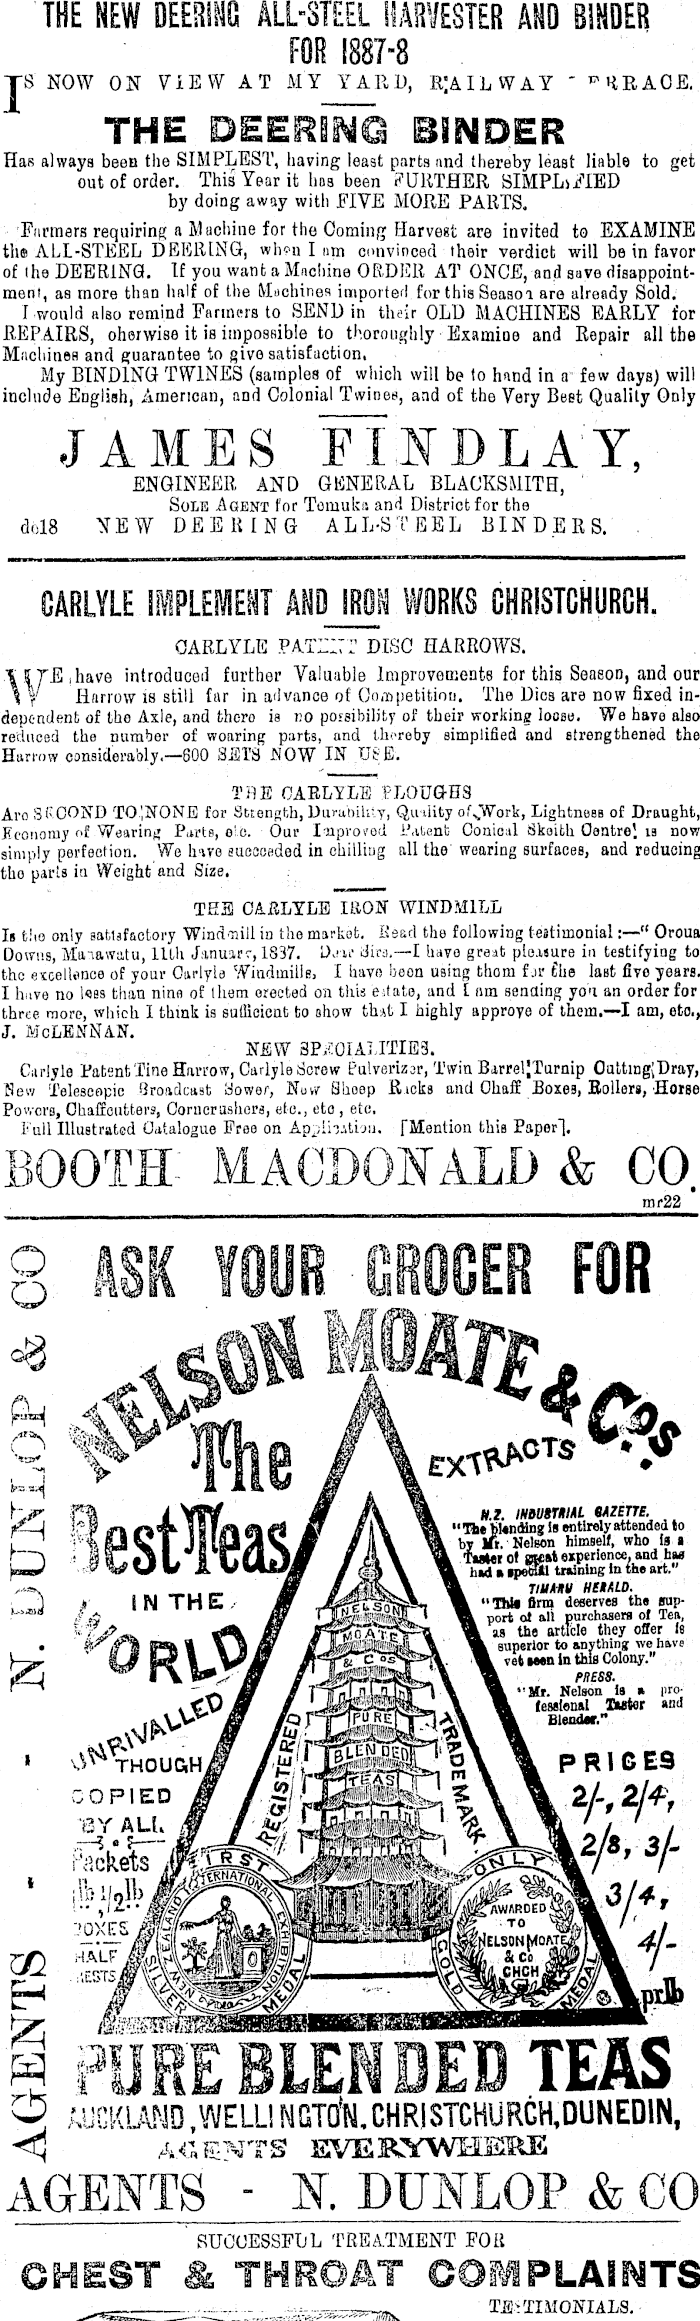 THE NEW DEERING ALL-STEEL HARVESTER AND BINDER
FOR 1887-8
IS NOW ON VIEW AT MY YARD, RAILWAY TERRACE.
THE DEERING BINDER
Has always been the SIMPLEST, having least parts and thereby least liable to get
out of order. This Year it has been FURTHER SIMPLIFIED
by doing away with FIVE MORE PARTS.
Farmers requiring a Machine for the Coming Harvest are invited to EXAMINE
the ALL-STEEL DEERING, when I am convinced their verdict will be in favor
of the DEERING. If you want a Machine ORDER AT ONCE, and save disappoint-
ment, as more than half of the Machines imported for this Season are already Sold.
I would also remind Farmers to SEND in their OLD MACHINES EARLY for
REPAIRS, oherwise it is impossible to thoroughly Examine and Repair all the
Machines and guarantee to give satisfaction.
My BINDING TWINES (samples of which will be to hand in a few days) will
include English, American, and Colonial Twines, and of the Very Best Quality Only
JAMES FINDLAY,
ENGINEER AND GENERAL BLACKSMITH,
SOLE AGENT for Temuka and District for the
de18 NEW DEERING ALL-STEEL BINDERS.
CARLYLE IMPLEMENT AND IRON WORKS CHRISTCHURCH.
CARLYLE PATENT DISC HARROWS.
WE have introduced further Valuable Improvements for this Season, and our
Harrow is still far in advance of Competition. The Dics are now fixed in-
dependent of the Axle, and there is no possibility of their working loose. We have also
reduced the number of wearing parts, and thereby simplified and strengthened the
Harrow considerably.—600 SETS NOW IN USE.
THE CARLYLE PLOUGHS
Are SECOND TO NONE for Strength, Durability, Quality of Work, Lightness of Draught,
Economy of Wearing Parts, etc. Our Improved Patent Conical Skeith Centre is now
simply perfection. We have succeeded in chilling all the wearing surfaces, and reducing
the parts in Weight and Size.
THE CARLYLE IRON WINDMILL
Is the only satisfactory Windmill in the market. Read the following testimonial:—"Oroua
Downs, Manawatu, 11th January, 1887. Dear Sirs.—I have great pleasure in testifying to
the excellence of your Carlyle Windmills. I have been using them for the last five years.
I have no less than nine of them erected on this estate, and I am sending you an order for
three more, which I think is sufficient to show that I highly approve of them.—I am, etc.,
J. MCLENNAN.
NEW SPECIALITIES.
Carlyle Patent Tine Harrow, Carlyle Screw Pulverizer, Twin Barrel Turnip Cutting Dray,
New Telescopic Broadcast Sower, New Sheep Racks and Chaff Boxes, Rollers, Horse
Powers, Chaffcutters, Corncrushers, etc., etc, etc.
Full Illustrated Catalogue Free on Application. [Mention this Paper].
BOOTH MACDONALD & CO.
mr22
AGENTS - N. DUNLOP & CO
ASK YOUR GROCER FOR
NELSON MOATE & Cos.
The
Best Teas
IN THE
WORLD
UNRIVALLED
THOUGH
COPIED
BY ALL.
Packets
1lb 1/2lb
BOXES
HALF
CHESTS
EXTRACTS
N.Z. INDUSTRIAL GAZETTE.
"The blending is entirely attended to
by Mr. Nelson himself, who is a
Taster of great experience, and has
had a special training in the art."
TIMARU HERALD.
"This firm deserves the sup-
port of all purchasers of Tea,
as the article they offer is
superior to anything we have
yet seen in this Colony."
PRESS.
"Mr. Nelson is a pro-
fessional Taster and
Blender."
PRICES
2/-, 2/4,
2/8, 3/-
3/4,
4/-
pr lb
NELSON
MOATE
& Cos
PURE
BLENDED
TEAS
REGISTERED
TRADEMARK
FIRST
NEW ZEALAND INTERNATIONAL EXHIBITION
SILVER MEDAL
ONLY
AWARDED
TO
NELSON MOATE
& Co
CHCH
GOLD MEDAL
PURE BLENDED TEAS
AUCKLAND, WELLINGTON, CHRISTCHURCH, DUNEDIN,
AGENTS EVERYWHERE
AGENTS - N. DUNLOP & CO
SUCCESSFUL TREATMENT FOR
CHEST & THROAT COMPLAINTS
TESTIMONIALS.